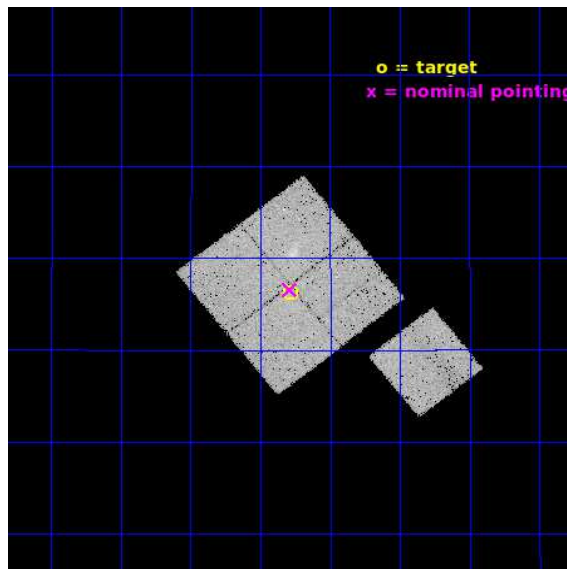 o = target
x = nominal pointing